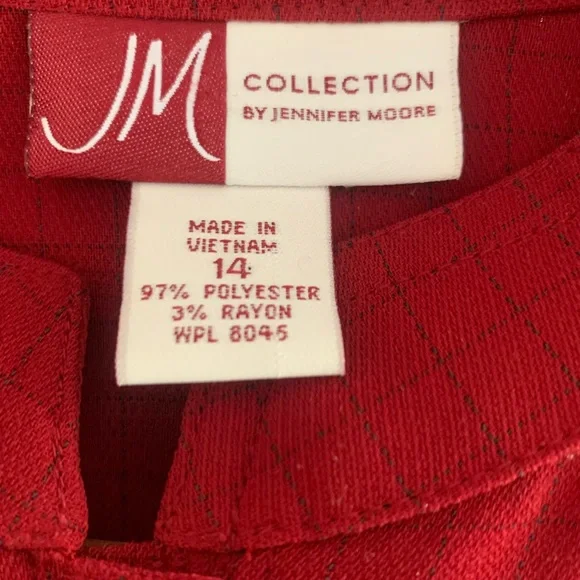 JM
COLLECTION
BY JENNIFER MOORE
MADE IN
VIETNAM
14
97% POLYESTER
3% RAYON
WPL 8045